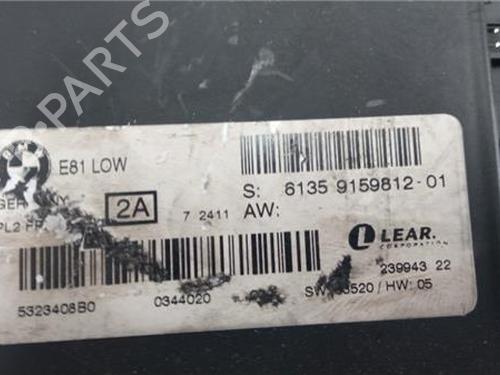 E81 LOW
S: 6135 9159812-01
2A
7 2411
AW:
LEAR.
CORPORATION
239943 22
5323408B0
0344020
/ HW: 05
B-PARTS